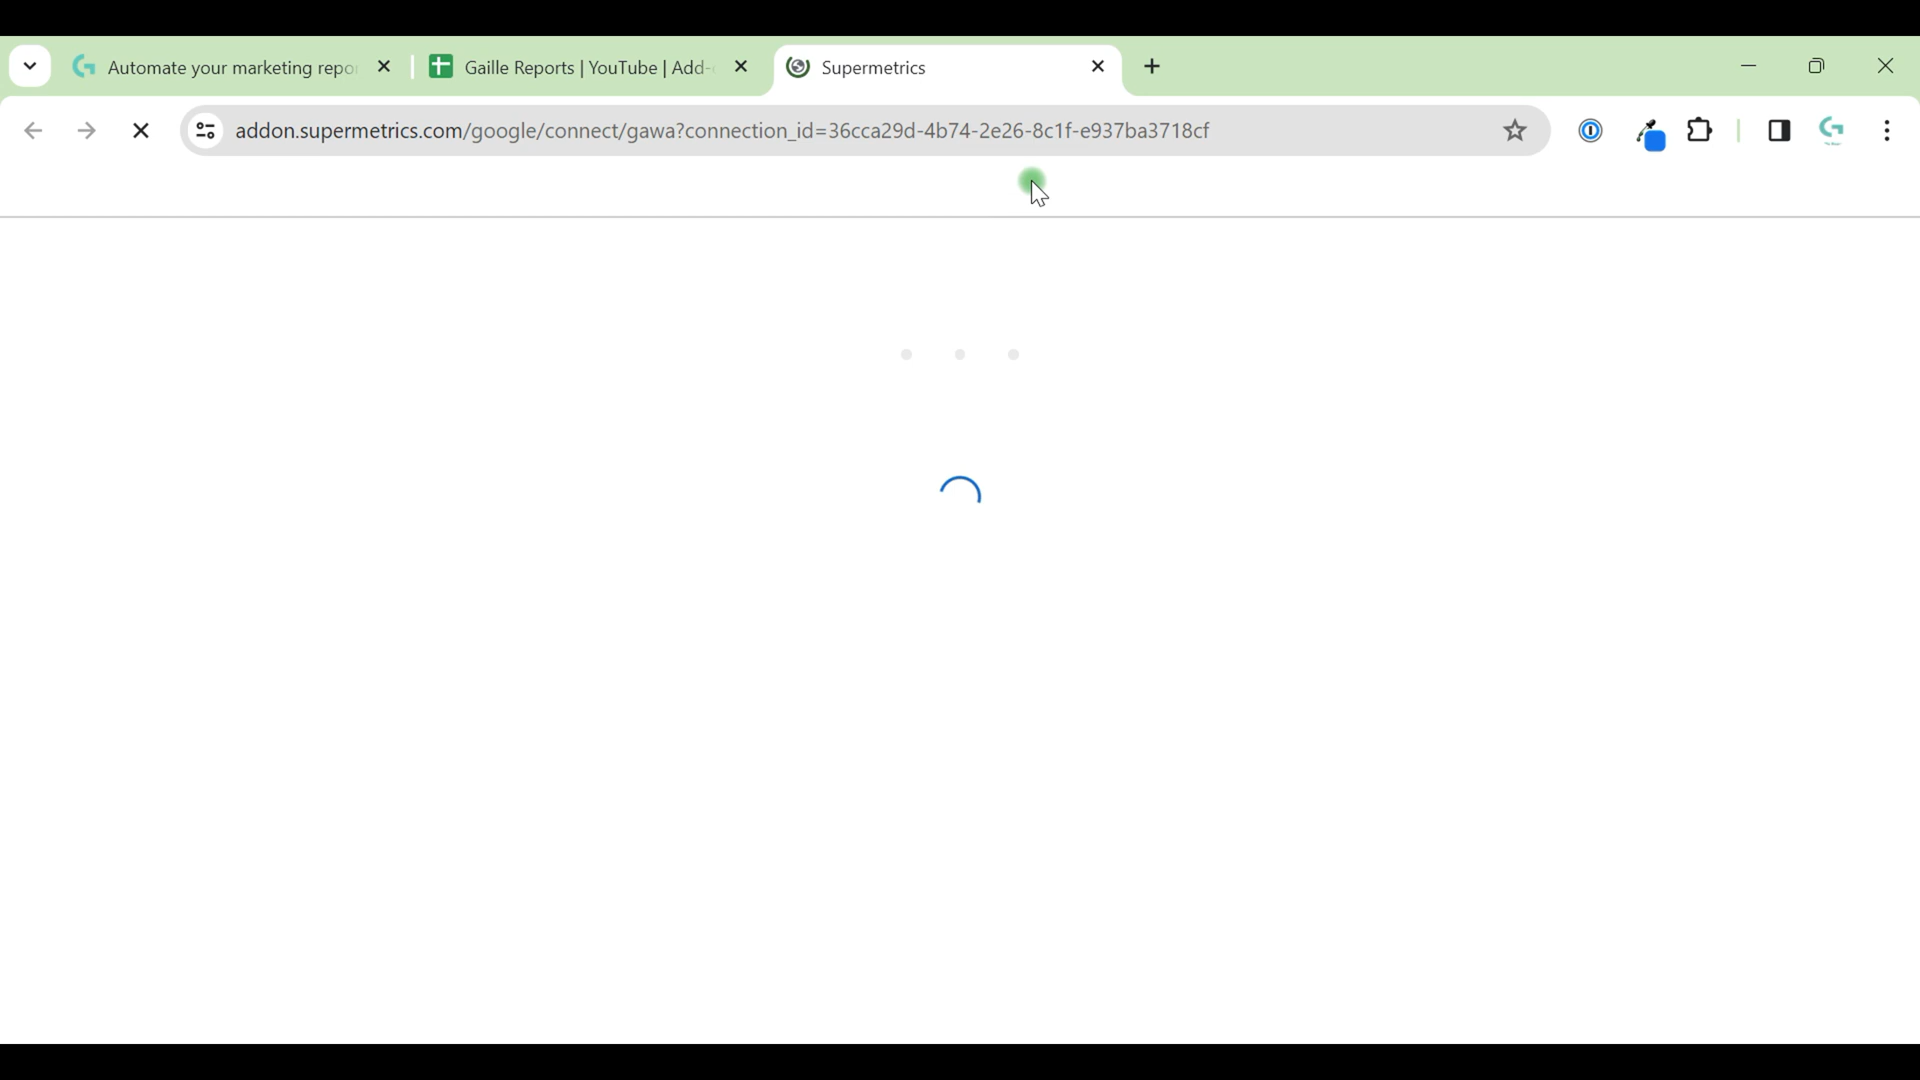 Automate your marketing repo
Gaille Reports | YouTube | Add-
Supermetrics
addon.supermetrics.com/google/connect/gawa?connection_id=36cca29d-4b74-2e26-8c1f-e937ba3718cf